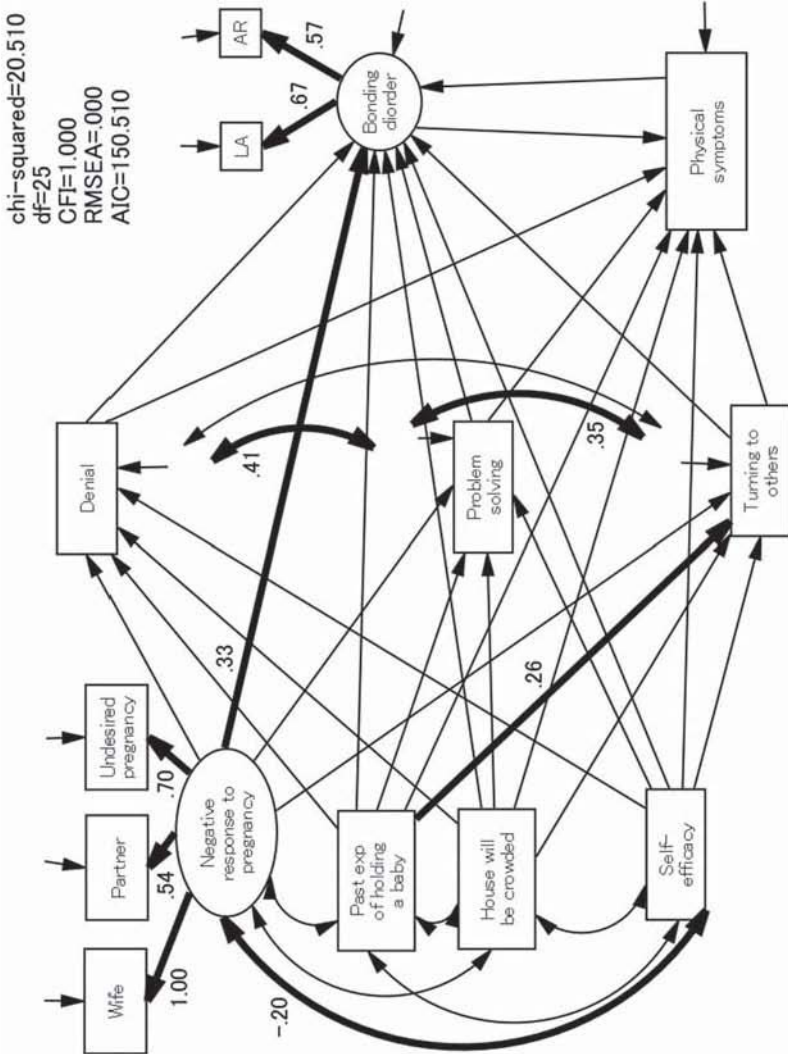 chi-squared=20.510
df=25
CFI=1.000
RMSEA=.000
AIC=150.510
Wife
Partner
Undesired
pregnancy
1.00
.54
.70
Negative
response to
pregnancy
-.20
.33
Past exp
of holding
a baby
House will
be crowded
Self-
efficacy
.26
Denial
.41
Problem
solving
.35
Turning to
others
LA
AR
.67
.57
Bonding
diorder
Physical
symptoms